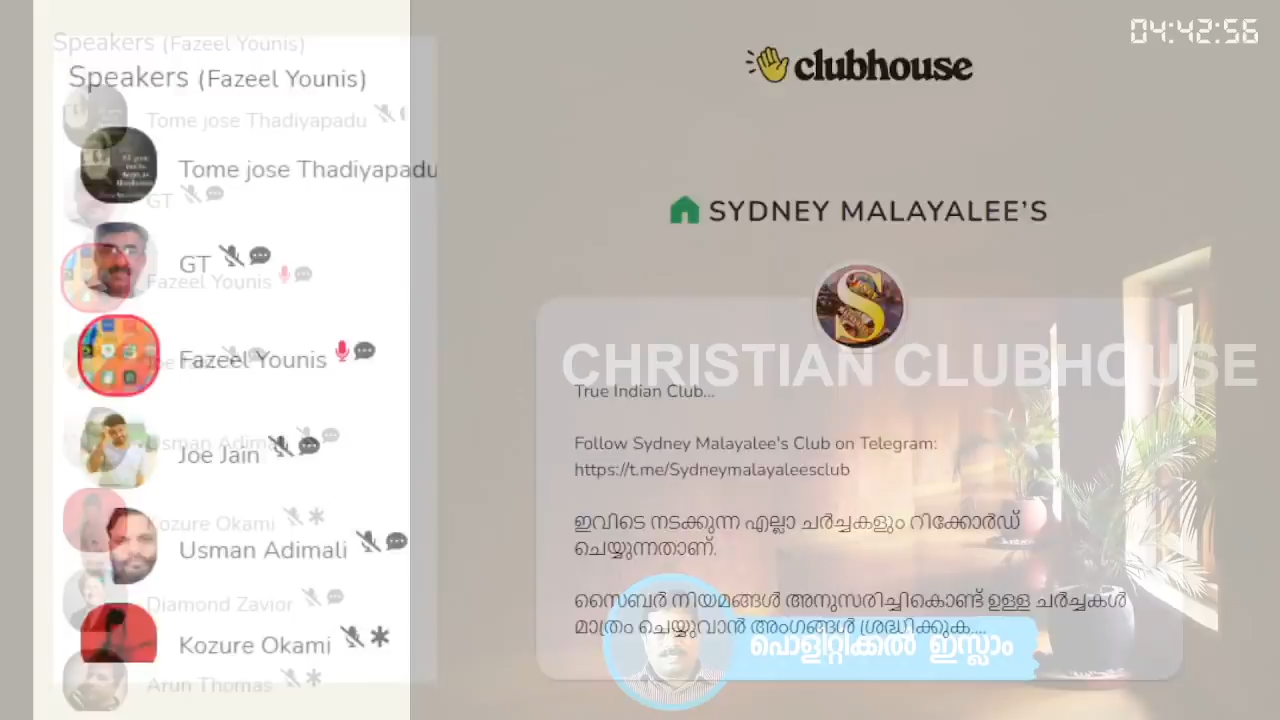 04:42:56
Speakers (Fazeel Younis)
Speakers (Fazeel Younis)
Tome jose Thadiyapadu
Tome jose Thadiyapadu
GT
GT
Fazeel Younis
Fazeel Younis
Usman Adimali
Joe Jain
Kozure Okami
Usman Adimali
Diamond Zavior
Kozure Okami
Arun Thomas
clubhouse
SYDNEY MALAYALEE’S
S
CHRISTIAN CLUBHOUSE
True Indian Club...
Follow Sydney Malayalee's Club on Telegram:
https://t.me/Sydneymalayaleesclub
ഇവിടെ നടക്കുന്ന എല്ലാ ചർച്ചകളും റിക്കോർഡ്
ചെയ്യുന്നതാണ്.
സൈബർ നിയമങ്ങൾ അനുസരിച്ചികൊണ്ട് ഉള്ള ചർച്ചകൾ
മാത്രം ചെയ്യുവാൻ അംഗങ്ങൾ ശ്രദ്ധിക്കുക....
പൊളിറ്റിക്കൽ ഇസ്ലാം